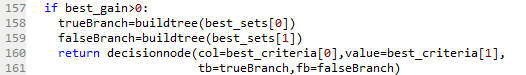 157 if best_gain>0:
158 trueBranch=buildtree(best_sets[0])
159 falseBranch=buildtree(best_sets[1])
160 return decisionnode(col=best_criteria[0],value=best_criteria[1],
161 tb=trueBranch,fb=falseBranch)